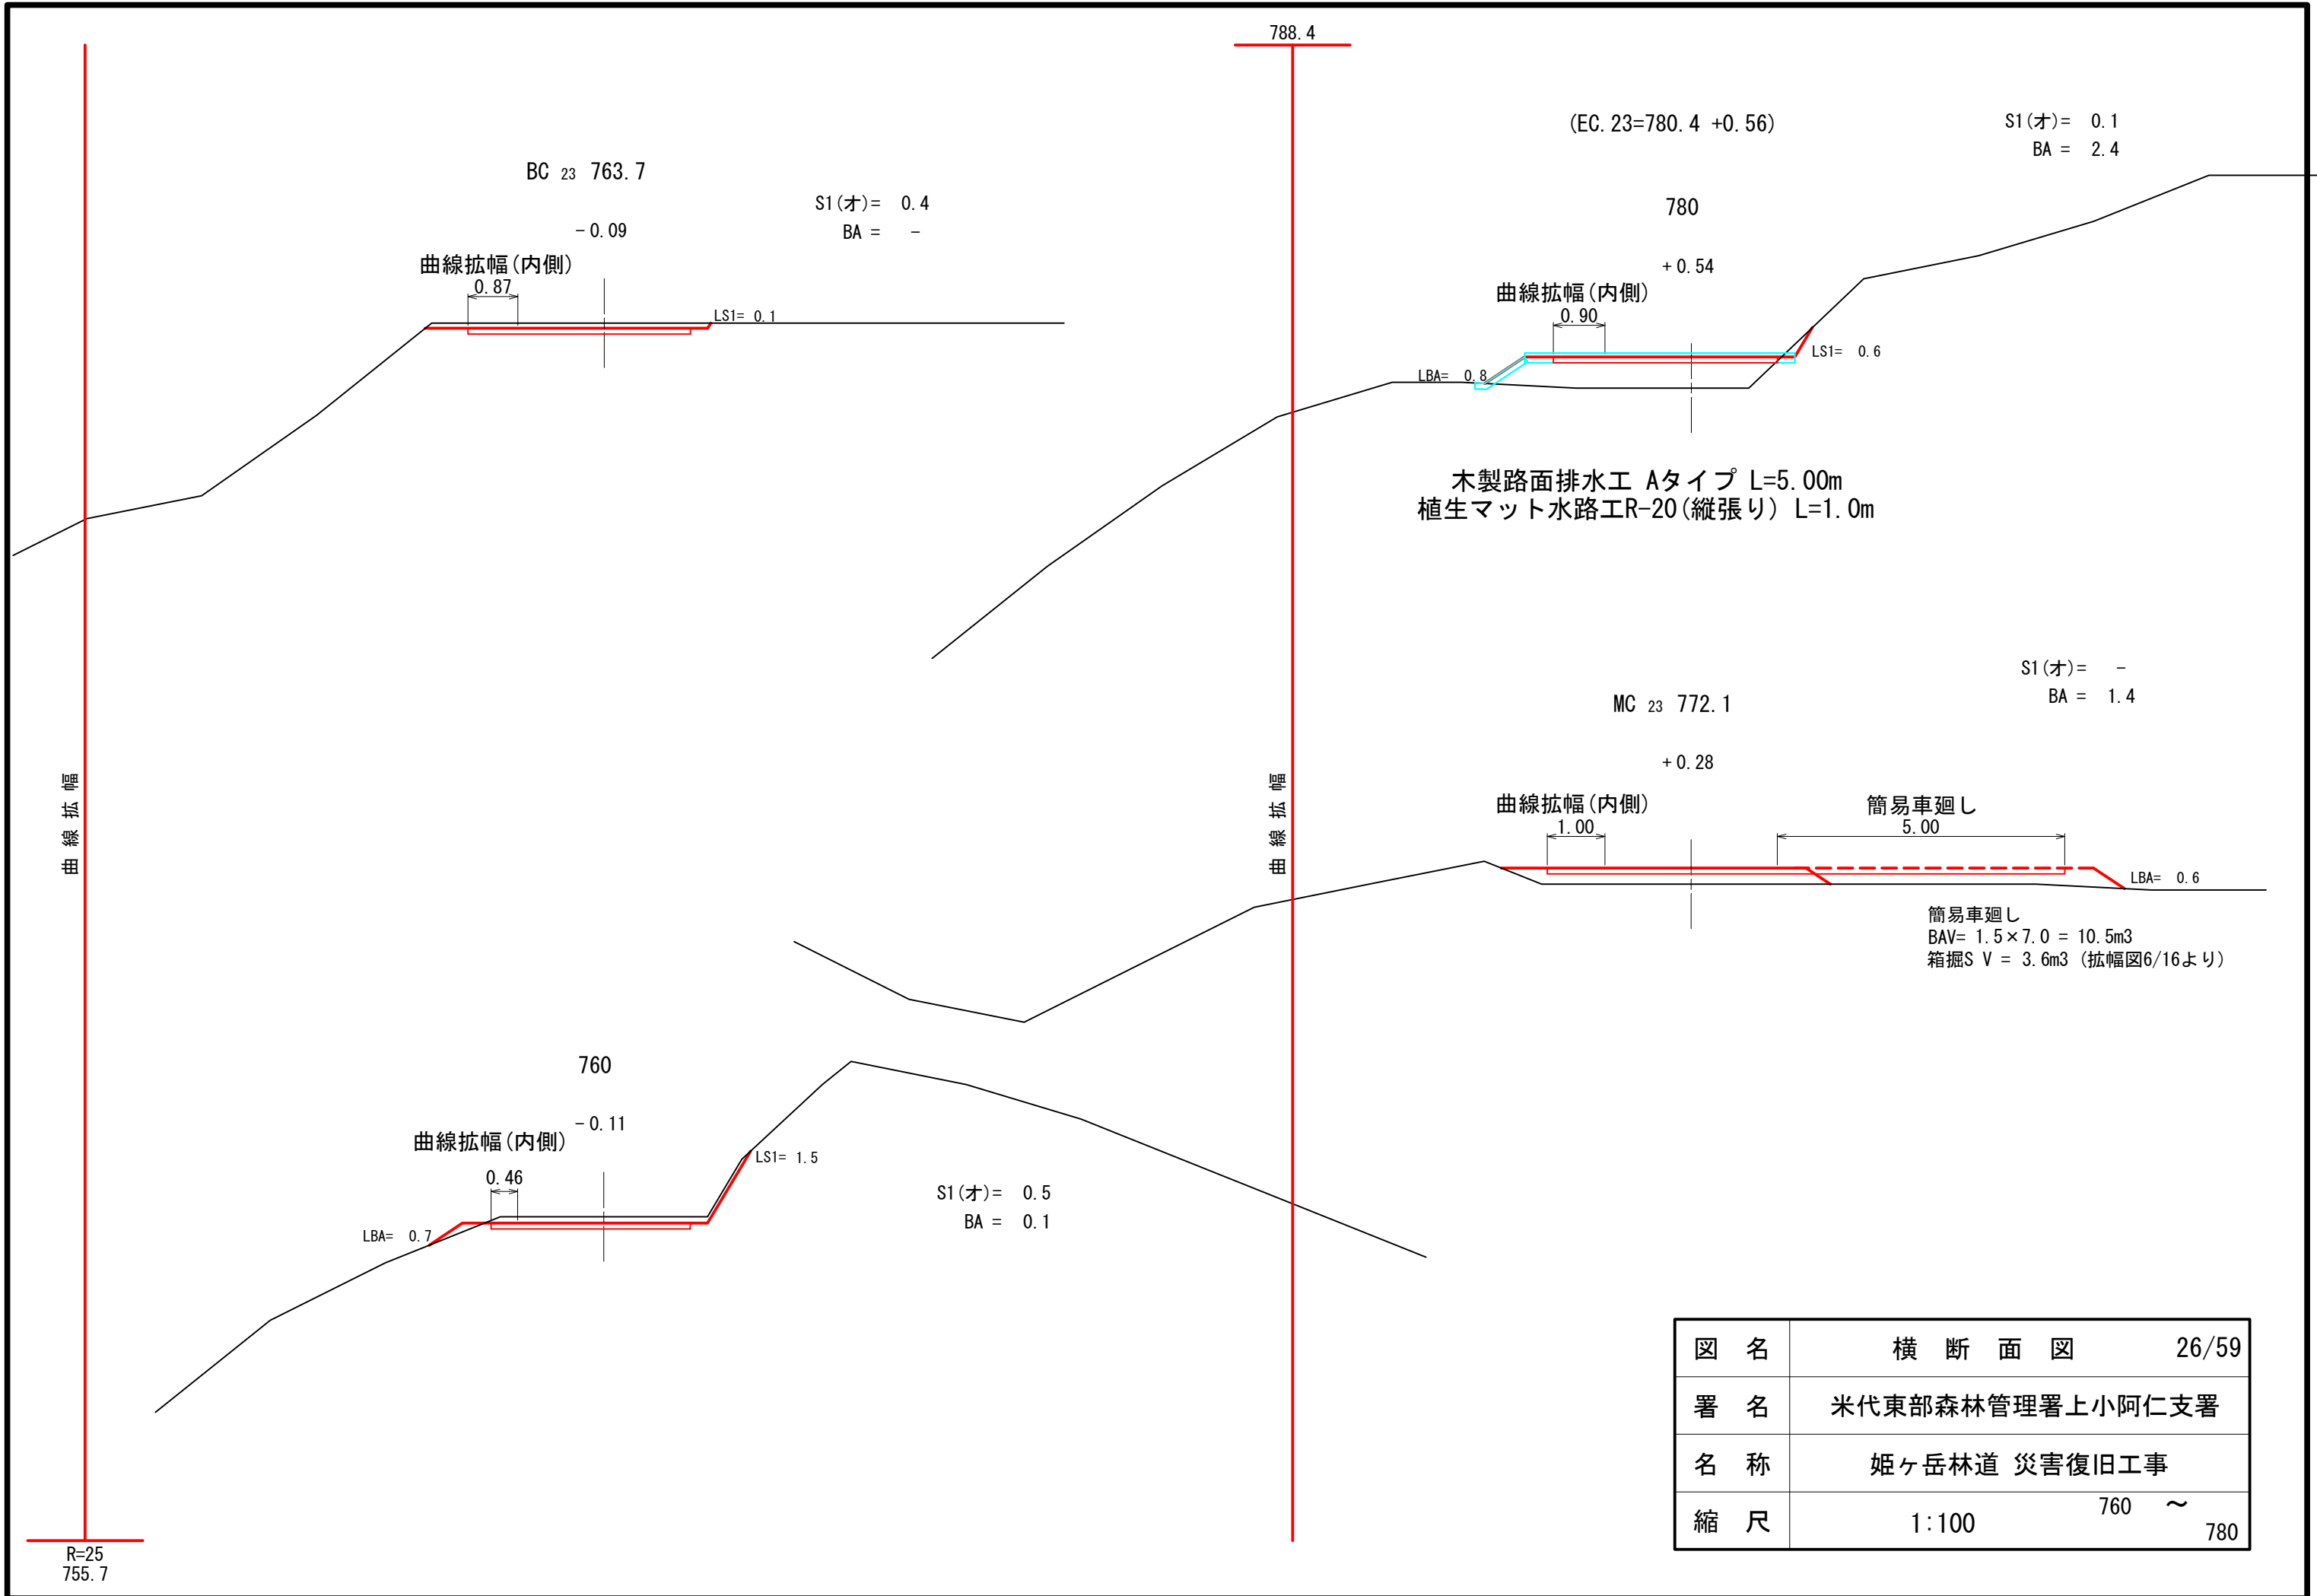 BC 23 763.7
-0.09
S1(オ)= 0.4
BA = -
曲線拡幅(内側)
0.87
LS1= 0.1
曲線拡幅
760
-0.11
曲線拡幅(内側)
0.46
LS1= 1.5
LBA= 0.7
S1(オ)= 0.5
BA = 0.1
R=25
755.7
788.4
曲線拡幅
(EC.23=780.4 +0.56)
S1(オ)= 0.1
BA = 2.4
780
+0.54
曲線拡幅(内側)
0.90
LS1= 0.6
LBA= 0.8
木製路面排水工 Aタイプ L=5.00m
植生マット水路工R-20(縦張り) L=1.0m
S1(オ)= -
BA = 1.4
MC 23 772.1
+0.28
曲線拡幅(内側)
1.00
簡易車廻し
5.00
LBA= 0.6
簡易車廻し
BAV= 1.5×7.0 = 10.5m3
箱掘S V = 3.6m3 (拡幅図6/16より)
図 名 横 断 面 図 26/59
署 名 米代東部森林管理署上小阿仁支署
名 称 姫ヶ岳林道 災害復旧工事
縮 尺 1:100 760 ～ 780